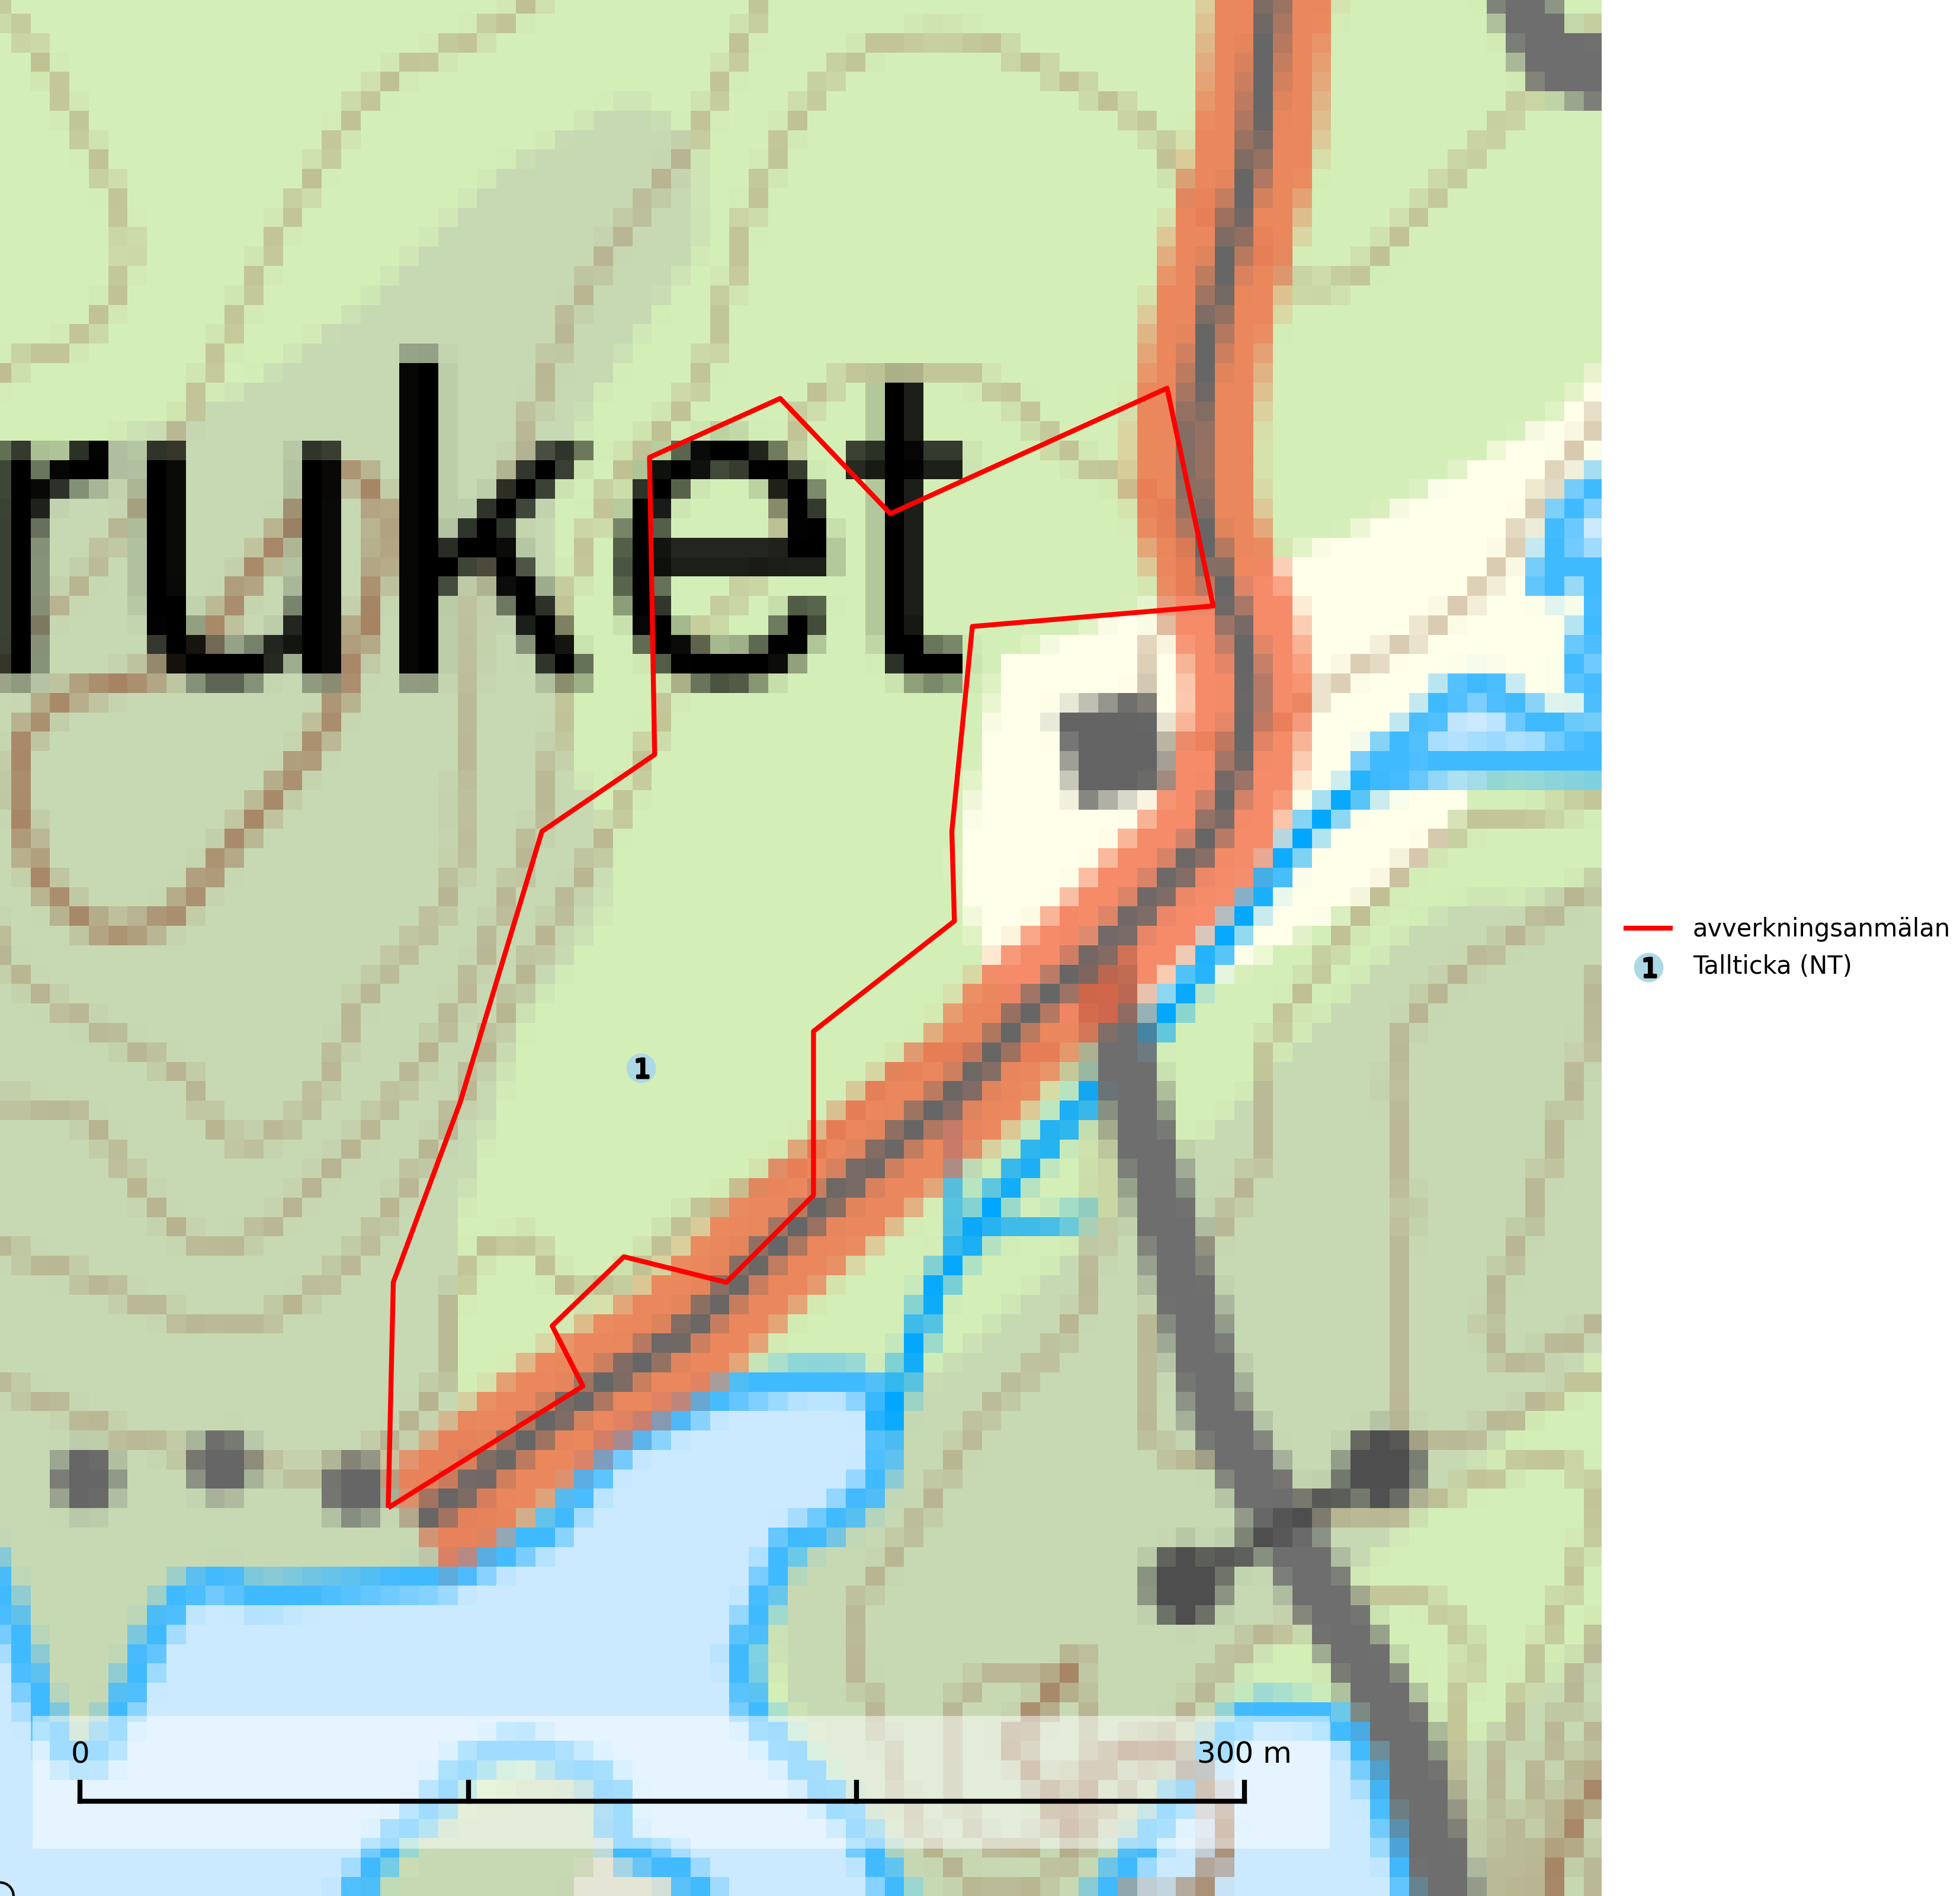 ruket
1
avverkningsanmälan
1 Tallticka (NT)
0 300 m